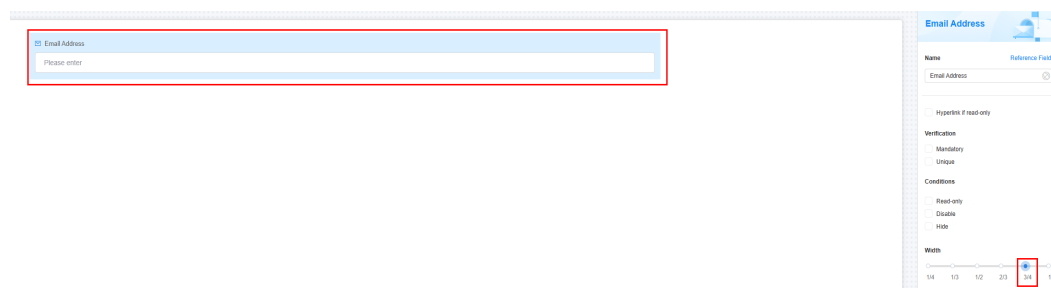 Email Address
Please enter
Email Address
Name Reference Field
Email Address
Hyperlink if read-only
Verification
Mandatory
Unique
Conditions
Read-only
Disable
Hide
Width
1/4 1/3 1/2 2/3 3/4 1